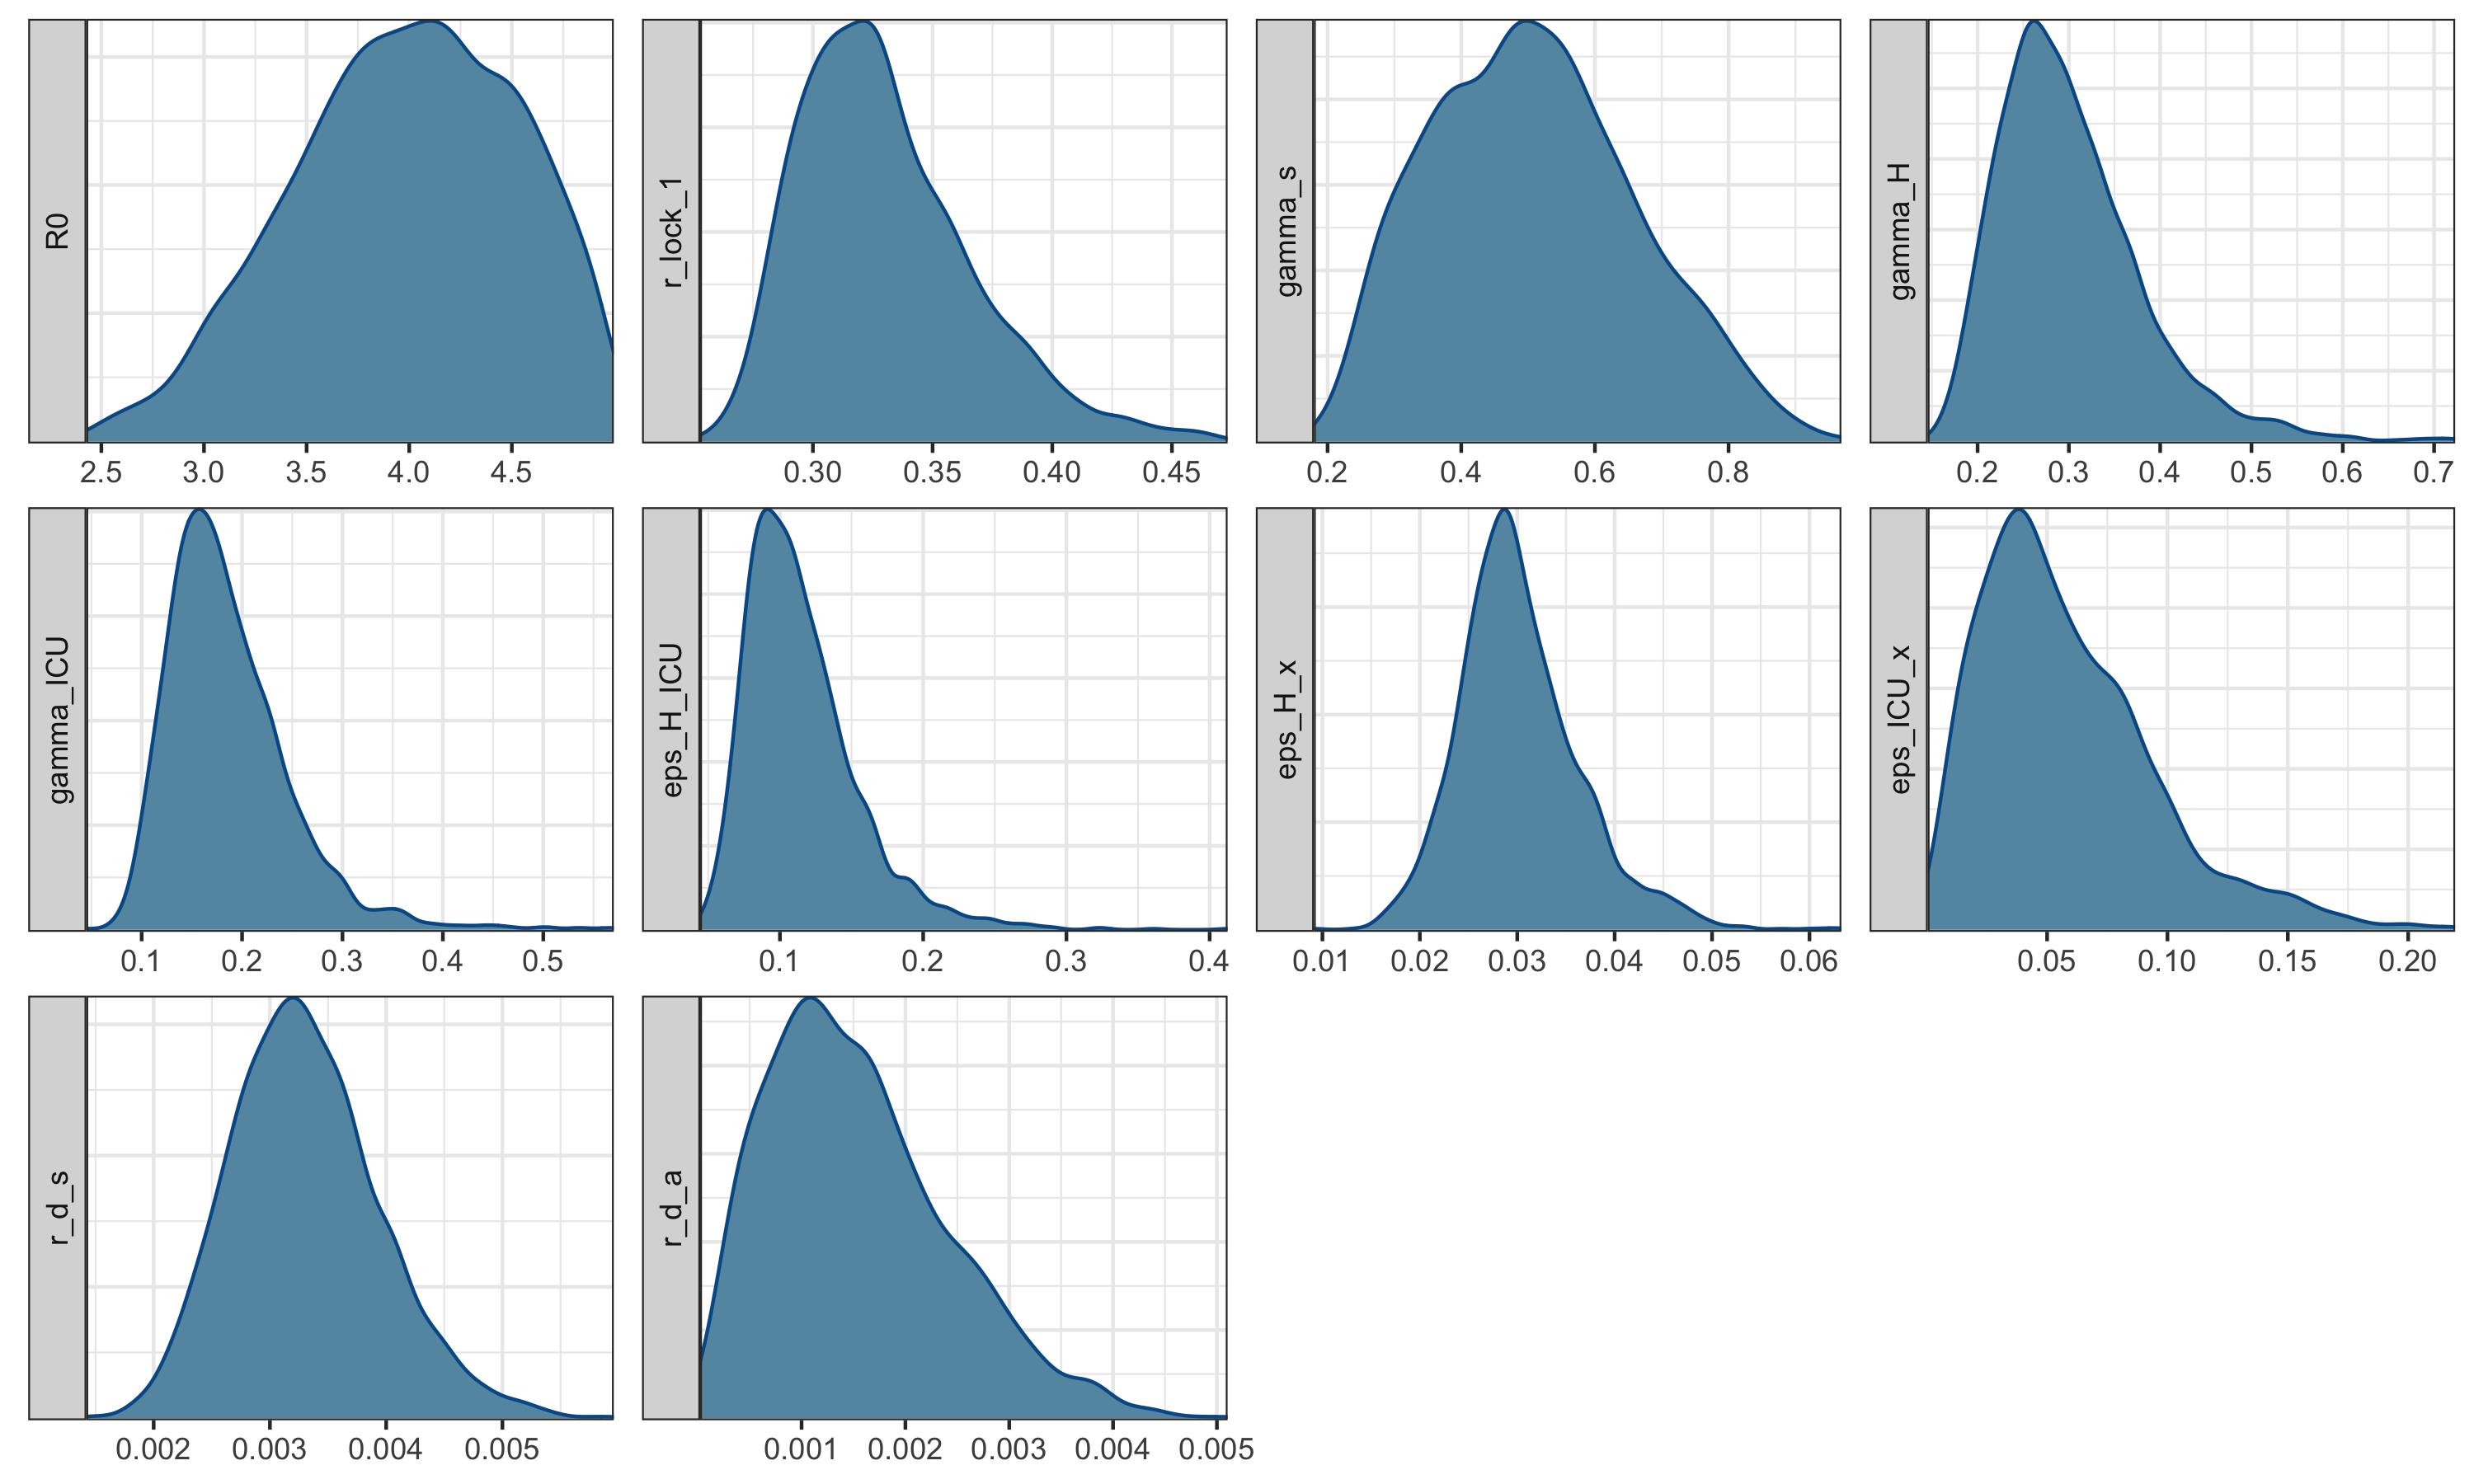 R0
2.5 3.0 3.5 4.0 4.5
r_lock_1
0.30 0.35 0.40 0.45
gamma_s
0.2 0.4 0.6 0.8
gamma_H
0.2 0.3 0.4 0.5 0.6 0.7
gamma_ICU
0.1 0.2 0.3 0.4 0.5
eps_H_ICU
0.1 0.2 0.3 0.4
eps_H_x
0.01 0.02 0.03 0.04 0.05 0.06
eps_ICU_x
0.05 0.10 0.15 0.20
r_d_s
0.002 0.003 0.004 0.005
r_d_a
0.001 0.002 0.003 0.004 0.005